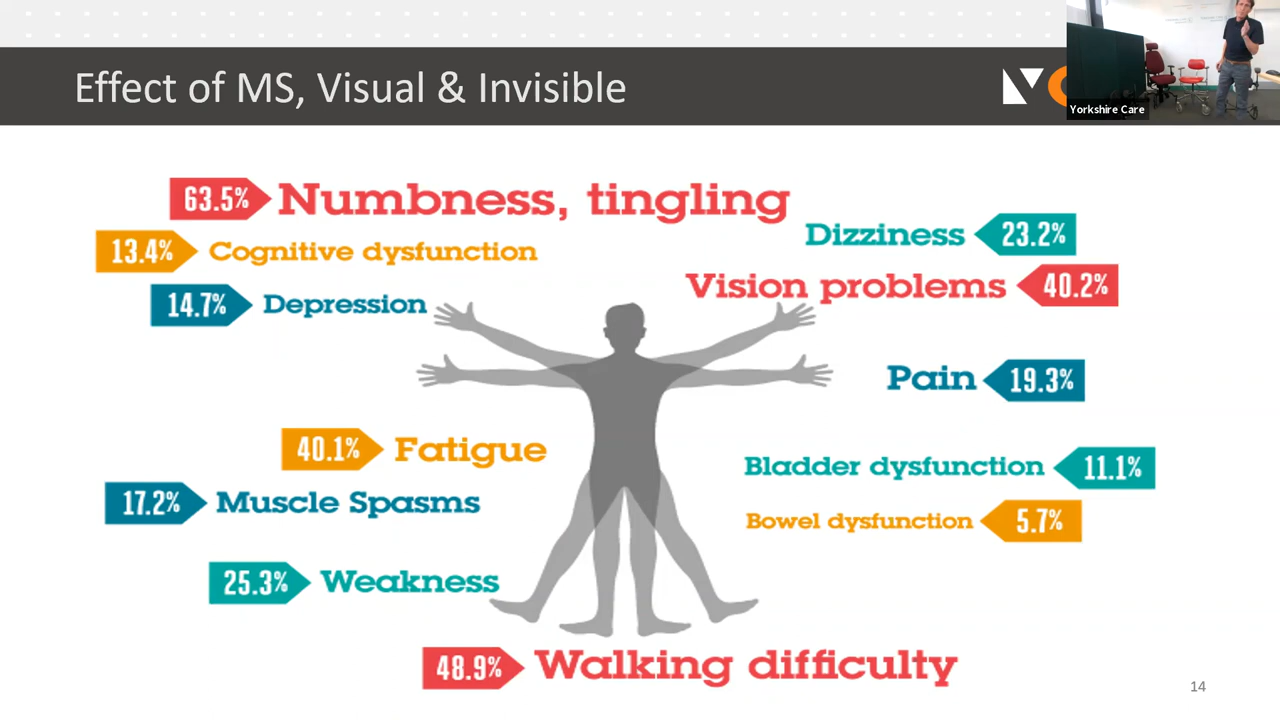 Effect of MS, Visual & Invisible
Yorkshire Care
63.5% Numbness, tingling
Dizziness 23.2%
13.4% Cognitive dysfunction
Vision problems 40.2%
14.7% Depression
Pain 19.3%
40.1% Fatigue
Bladder dysfunction 11.1%
17.2% Muscle Spasms
Bowel dysfunction 5.7%
25.3% Weakness
48.9% Walking difficulty
14